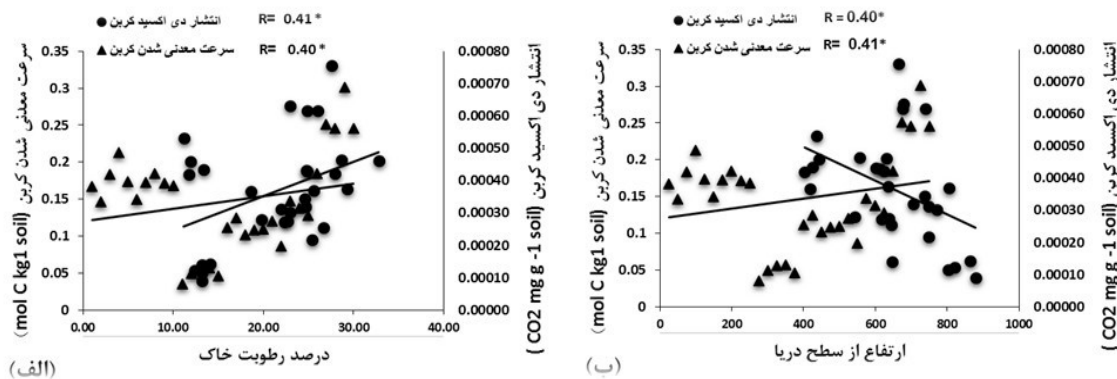 ● انتشار دی اکسید کربن R= 0.41*
▲ سرعت معدنی شدن کربن R= 0.40*
سرعت معدنی شدن کربن
(mol C kg1 soil)
0.35
0.3
0.25
0.2
0.15
0.1
0.05
0
0.00 10.00 20.00 30.00 40.00
درصد رطوبت خاک
0.00080
0.00070
0.00060
0.00050
0.00040
0.00030
0.00020
0.00010
0.00000
انتشار دی اکسید کربن
( CO2 mg g -1 soil)
(الف)
● انتشار دی اکسید کربن R = 0.40*
▲ سرعت معدنی شدن کربن R= 0.41*
سرعت معدنی شدن کربن
(mol C kg1 soil)
0.35
0.3
0.25
0.2
0.15
0.1
0.05
0
0 200 400 600 800 1000
ارتفاع از سطح دریا
0.00080
0.00070
0.00060
0.00050
0.00040
0.00030
0.00020
0.00010
0.00000
انتشار دی اکسید کربن
( CO2 mg g -1 soil)
(ب)